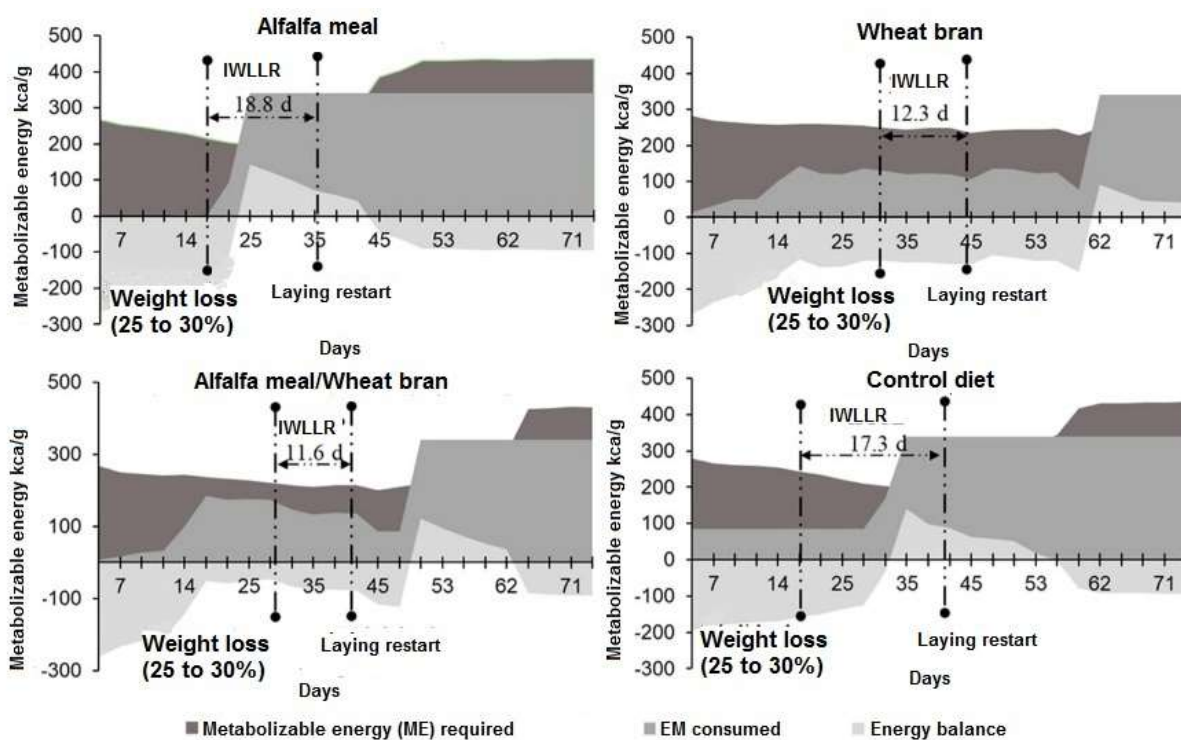 Alfalfa meal
Metabolizable energy kca/g
500
400
300
200
100
0
-100
-200
-300
IWLLR
18.8 d
7 14 25 35 45 53 62 71
Weight loss
(25 to 30%)
Laying restart
Days
Wheat bran
Metabolizable energy kca/g
500
400
300
200
100
0
-100
-200
-300
IWLLR
12.3 d
7 14 25 35 45 53 62 71
Weight loss
(25 to 30%)
Laying restart
Days
Alfalfa meal/Wheat bran
Metabolizable energy kca/g
500
300
100
-100
-300
IWLLR
11.6 d
7 14 25 35 45 53 62 71
Weight loss
(25 to 30%)
Laying restart
Days
Control diet
Metabolizable energy kca/g
500
400
300
200
100
0
-100
-200
-300
IWLLR
17.3 d
7 14 25 35 45 53 62 71
Weight loss
(25 to 30%)
Laying restart
Days
Metabolizable energy (ME) required EM consumed Energy balance